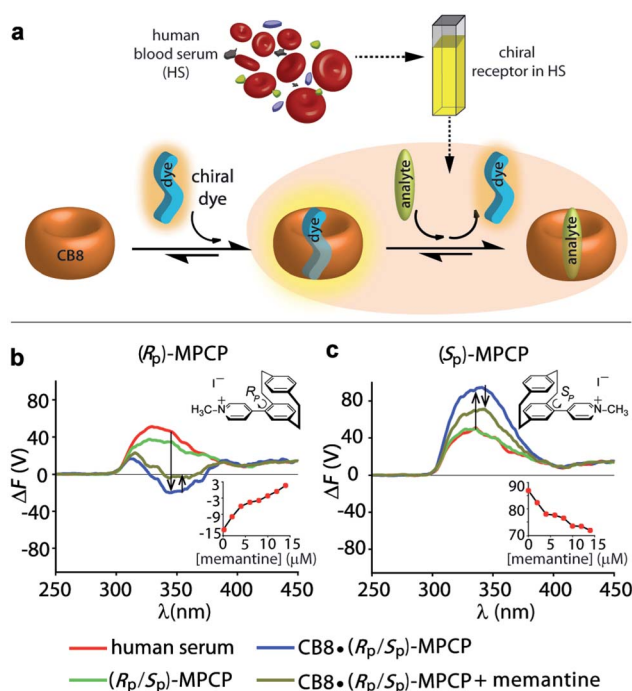 a
human
blood serum
(HS)
chiral
receptor in HS
dye
chiral
dye
analyte
dye
CB8
dye
analyte
b
(Rp)-MPCP
c
(Sp)-MPCP
ΔF (V)
80
40
0
-40
-80
250
300
350
400
450
λ(nm)
I−
H3C
N
+
Rp
3
-3
-9
-15
0
5
10
15
[memantine] (μM)
ΔF (V)
80
40
0
-40
-80
250
300
350
400
450
λ (nm)
I−
Sp
+
N
CH3
90
80
70
0
5
10
15
[memantine] (μM)
human serum
CB8•(Rp/Sp)-MPCP
(Rp/Sp)-MPCP
CB8•(Rp/Sp)-MPCP + memantine